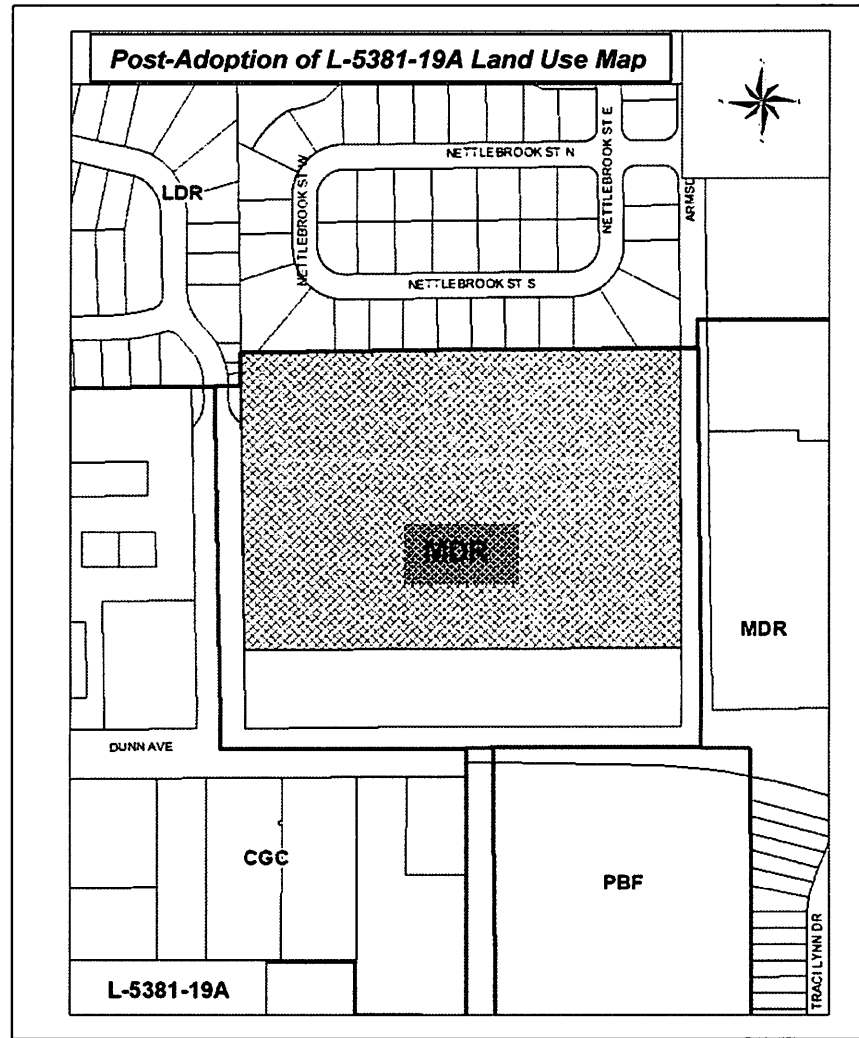 Post-Adoption of L-5381-19A Land Use Map
NETTLEBROOK ST N
NETTLEBROOK ST E
NETTLEBROOK ST W
LDR
ARMSD
NETTLEBROOK ST S
MDR
MDR
DUNN AVE
CGC
PBF
TRACI LYNN DR
L-5381-19A